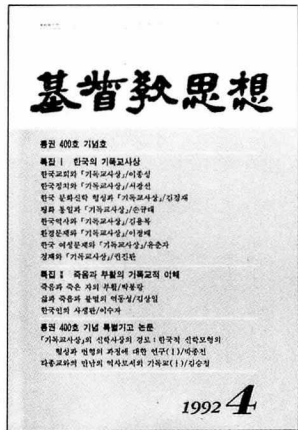 基督教思想
통권 400호 기념호
특집 Ⅰ 한국의 기독교사상
한국교회와 「기독교사상」/이종성
한국정치와 「기독교사상」/서광선
한국 문화신학 형성과 「기독교사상」/김경재
평화 통일과 「기독교사상」/손규태
한국역사와 「기독교사상」/김용복
환경문제와 「기독교사상」/이삼열
한국 여성문제와 「기독교사상」/윤춘자
경제와 「기독교사상」/권진관
특집 Ⅱ 죽음과 부활의 기독교적 이해
죽음과 죽은 자의 부활/박봉랑
삶과 죽음과 불멸의 역동성/김상일
한국인의 사생관/이수자
통권 400호 기념 특별기고 논문
「기독교사상」의 신학사상의 경로 : 한국적 신학모형의
형성과 변형의 과정에 대한 연구(Ⅰ)/박종천
타종교와의 만남의 역사로서의 기독교(Ⅰ)/김승철
1992 4